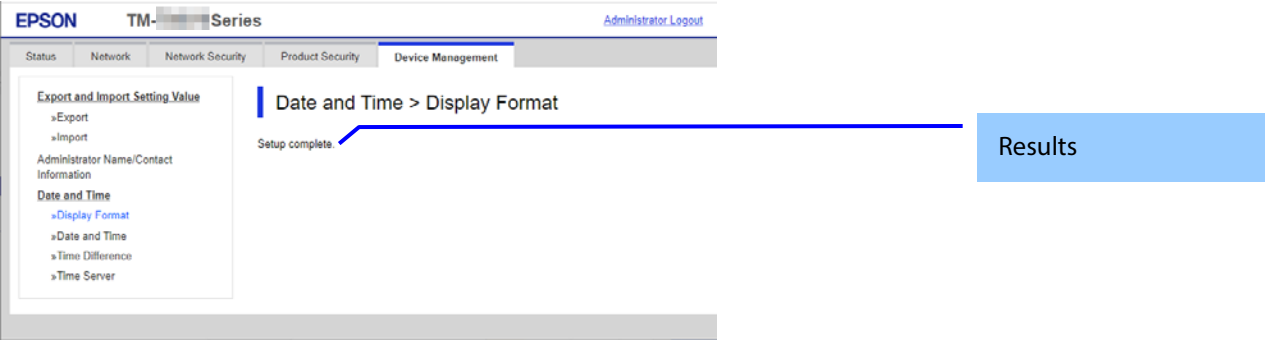 EPSON TM- Series Administrator Logout
Status Network Network Security Product Security Device Management
Export and Import Setting Value
»Export
»Import
Administrator Name/Contact
Information
Date and Time
»Display Format
»Date and Time
»Time Difference
»Time Server
Date and Time > Display Format
Setup complete.
Results